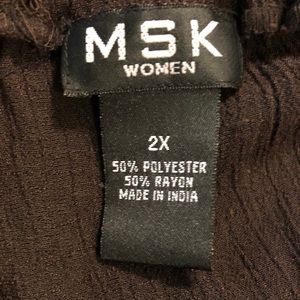 MSK
WOMEN
2X
50% POLYESTER
50% RAYON
MADE IN INDIA